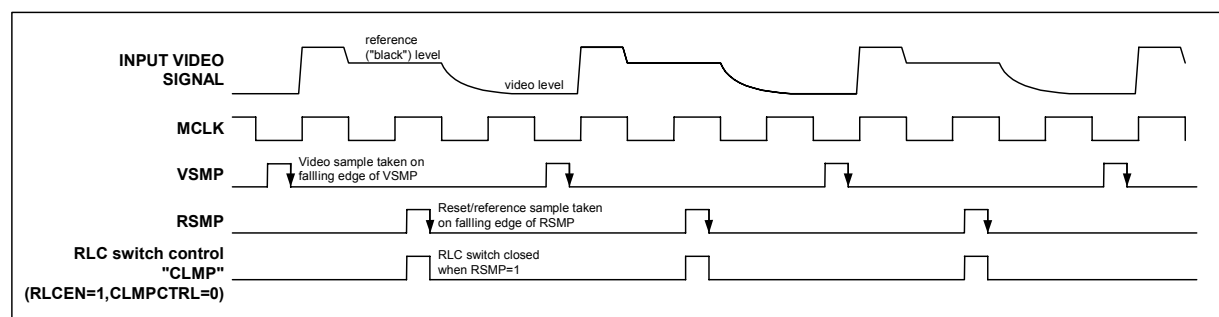 reference
("black") level
INPUT VIDEO
SIGNAL
video level
MCLK
VSMP
Video sample taken on
fallling edge of VSMP
RSMP
Reset/reference sample taken
on fallling edge of RSMP
RLC switch control
"CLMP"
(RLCEN=1,CLMPCTRL=0)
RLC switch closed
when RSMP=1